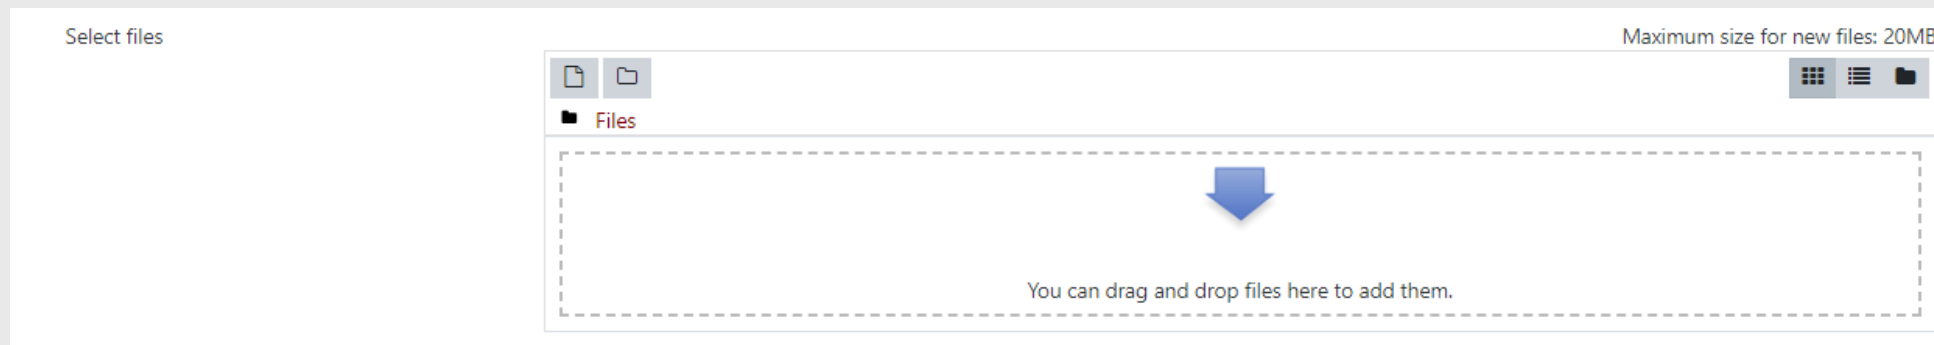 Select files
Maximum size for new files: 20MB
Files
You can drag and drop files here to add them.